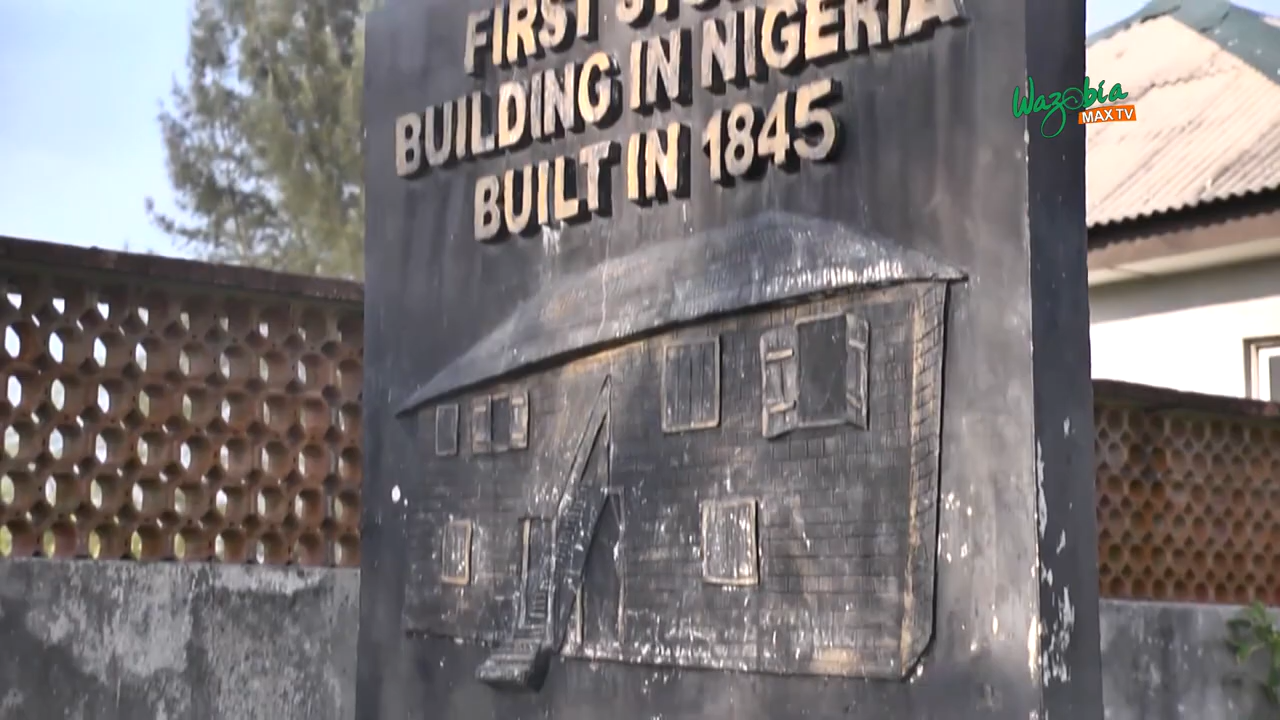 FIRST
BUILDING IN NIGERIA
BUILT IN 1845
Wazobia
MAX TV